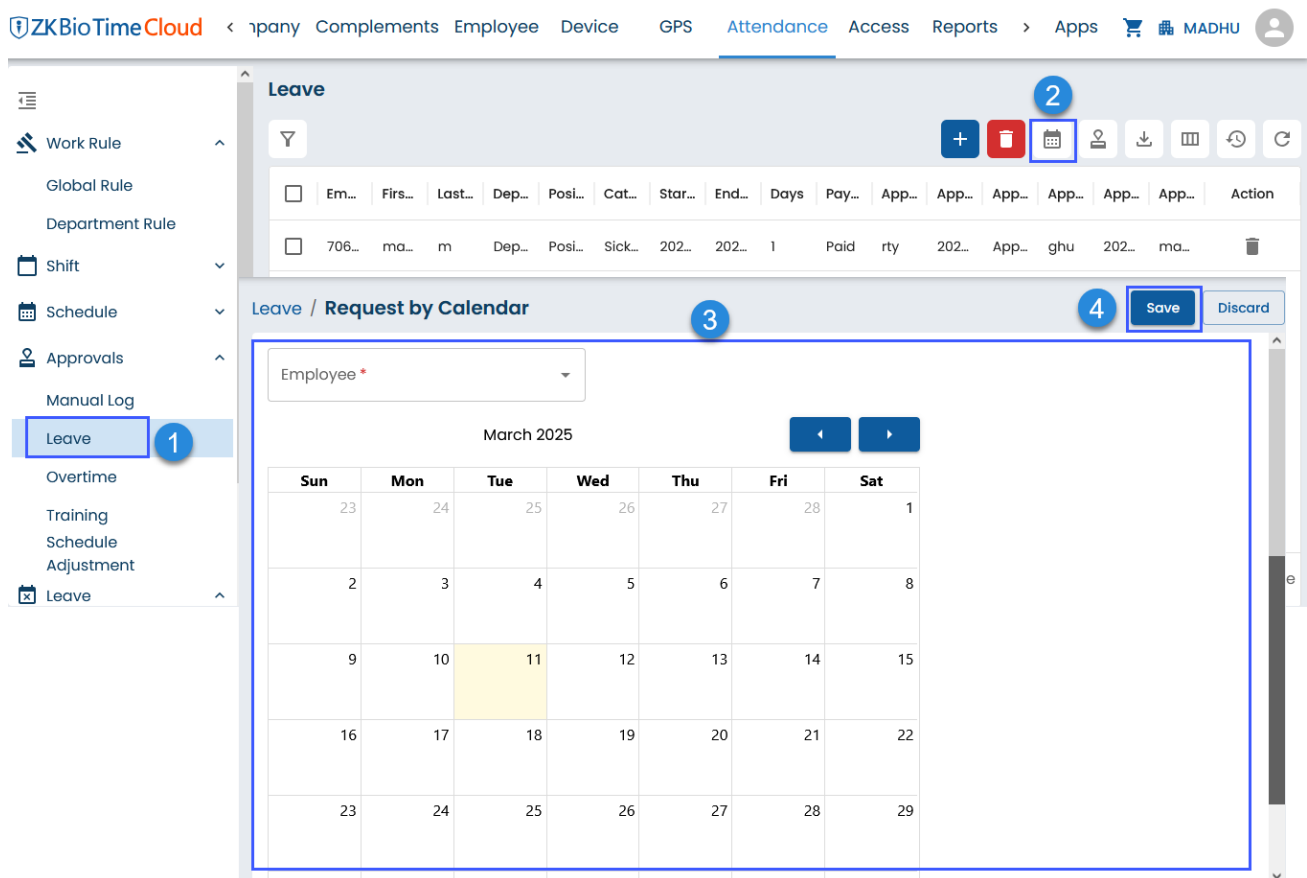 ZKBioTime Cloud ‹ npany Complements Employee Device GPS Attendance Access Reports › Apps MADHU
Leave
2
Work Rule
Global Rule
Department Rule
Shift
Schedule
Approvals
Manual Log
Leave 1
Overtime
Training
Schedule
Adjustment
Leave
Em... Firs... Last... Dep... Posi... Cat... Star... End... Days Pay... App... App... App... App... App... App... Action
706... ma... m Dep... Posi... Sick... 202... 202... 1 Paid rty 202... App... ghu 202... ma...
Leave / Request by Calendar 3 4 Save Discard
Employee *
March 2025
Sun Mon Tue Wed Thu Fri Sat
23 24 25 26 27 28 1
2 3 4 5 6 7 8
9 10 11 12 13 14 15
16 17 18 19 20 21 22
23 24 25 26 27 28 29
e